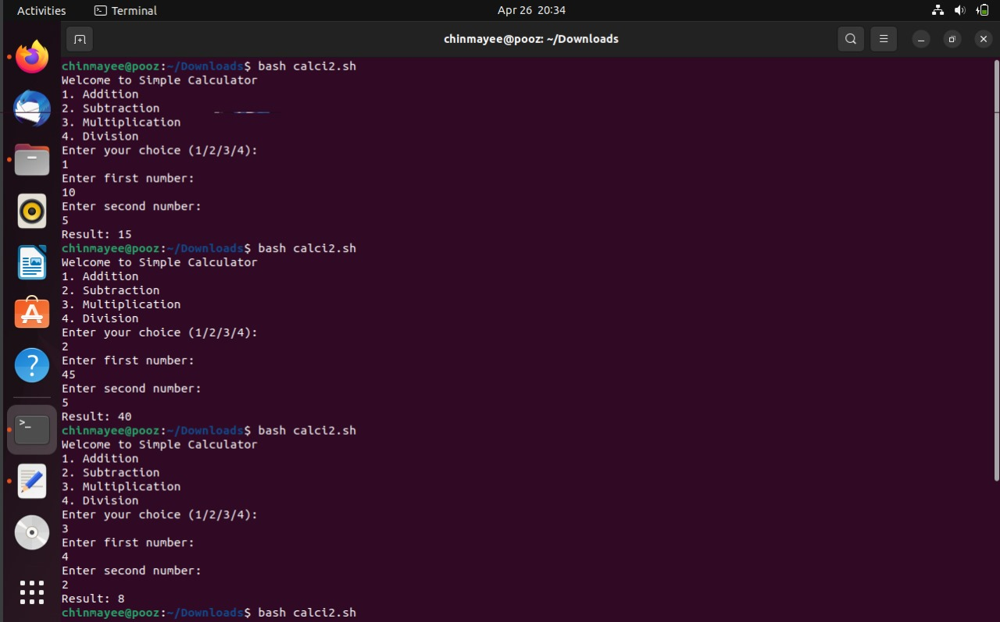 Activities Terminal Apr 26 20:34
chinmayee@pooz: ~/Downloads
chinmayee@pooz:~/Downloads$ bash calci2.sh
Welcome to Simple Calculator
1. Addition
2. Subtraction
3. Multiplication
4. Division
Enter your choice (1/2/3/4):
1
Enter first number:
10
Enter second number:
5
Result: 15
chinmayee@pooz:~/Downloads$ bash calci2.sh
Welcome to Simple Calculator
1. Addition
2. Subtraction
3. Multiplication
4. Division
Enter your choice (1/2/3/4):
2
Enter first number:
45
Enter second number:
5
Result: 40
chinmayee@pooz:~/Downloads$ bash calci2.sh
Welcome to Simple Calculator
1. Addition
2. Subtraction
3. Multiplication
4. Division
Enter your choice (1/2/3/4):
3
Enter first number:
4
Enter second number:
2
Result: 8
chinmayee@pooz:~/Downloads$ bash calci2.sh